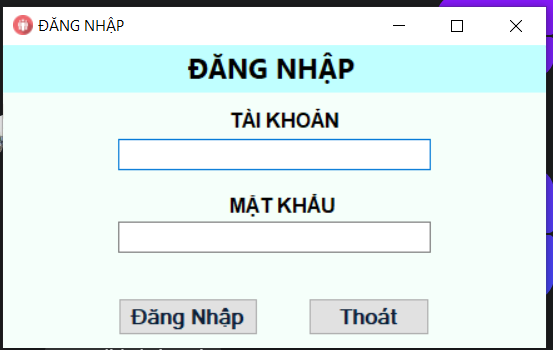 ĐĂNG NHẬP
ĐĂNG NHẬP
TÀI KHOẢN
MẬT KHẨU
Đăng Nhập
Thoát